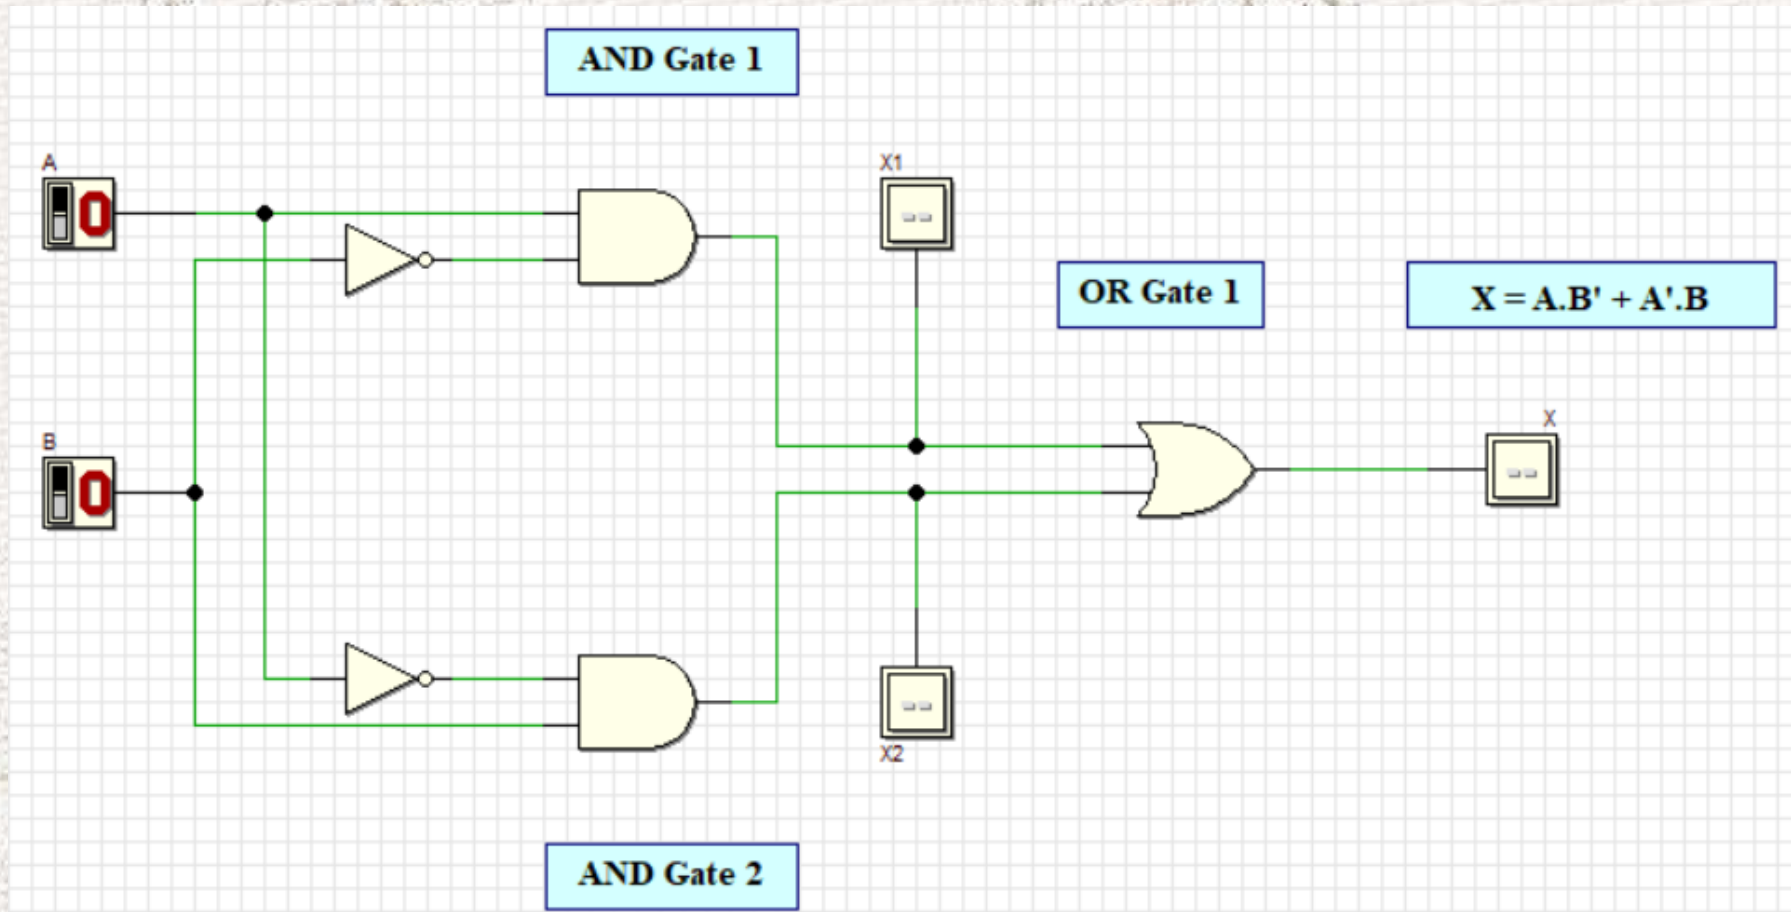 AND Gate 1
A
0
X1
--
OR Gate 1
X = A.B' + A'.B
B
0
X
--
--
X2
AND Gate 2